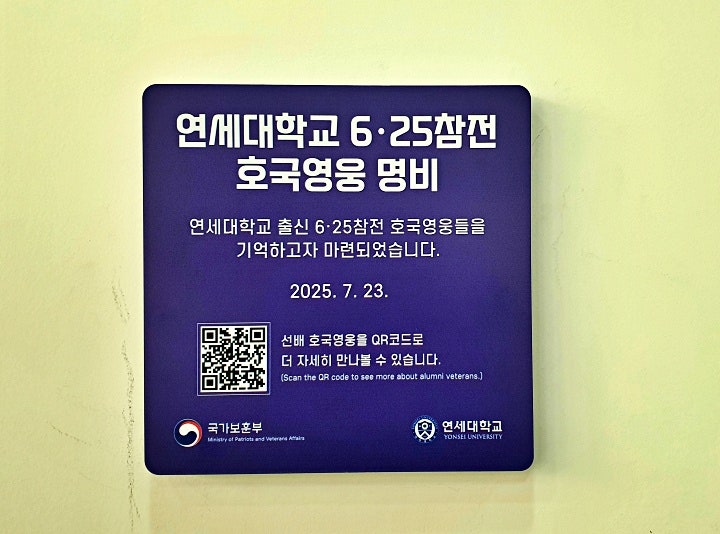 연세대학교 6·25참전
호국영웅 명비
연세대학교 출신 6·25참전 호국영웅들을
기억하고자 마련되었습니다.
2025. 7. 23.
선배 호국영웅을 QR코드로
더 자세히 만나볼 수 있습니다.
(Scan the QR code to see more about alumni veterans.)
국가보훈부
Ministry of Patriots and Veterans Affairs
연세대학교
YONSEI UNIVERSITY